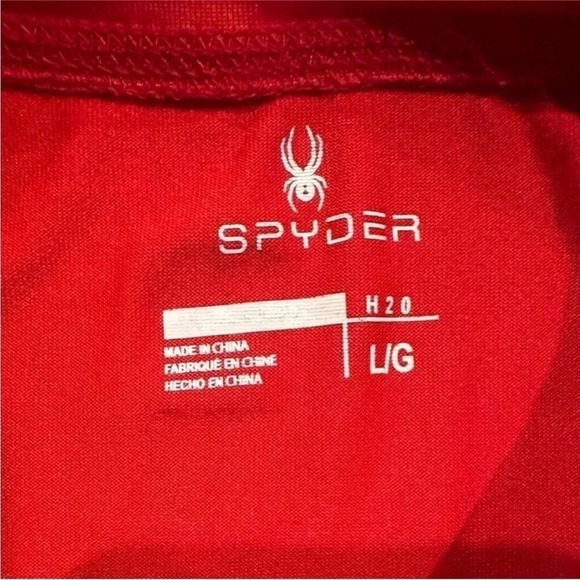 SPYDER
H20
MADE IN CHINA
FABRIQUÉ EN CHINE
HECHO EN CHINA
L/G